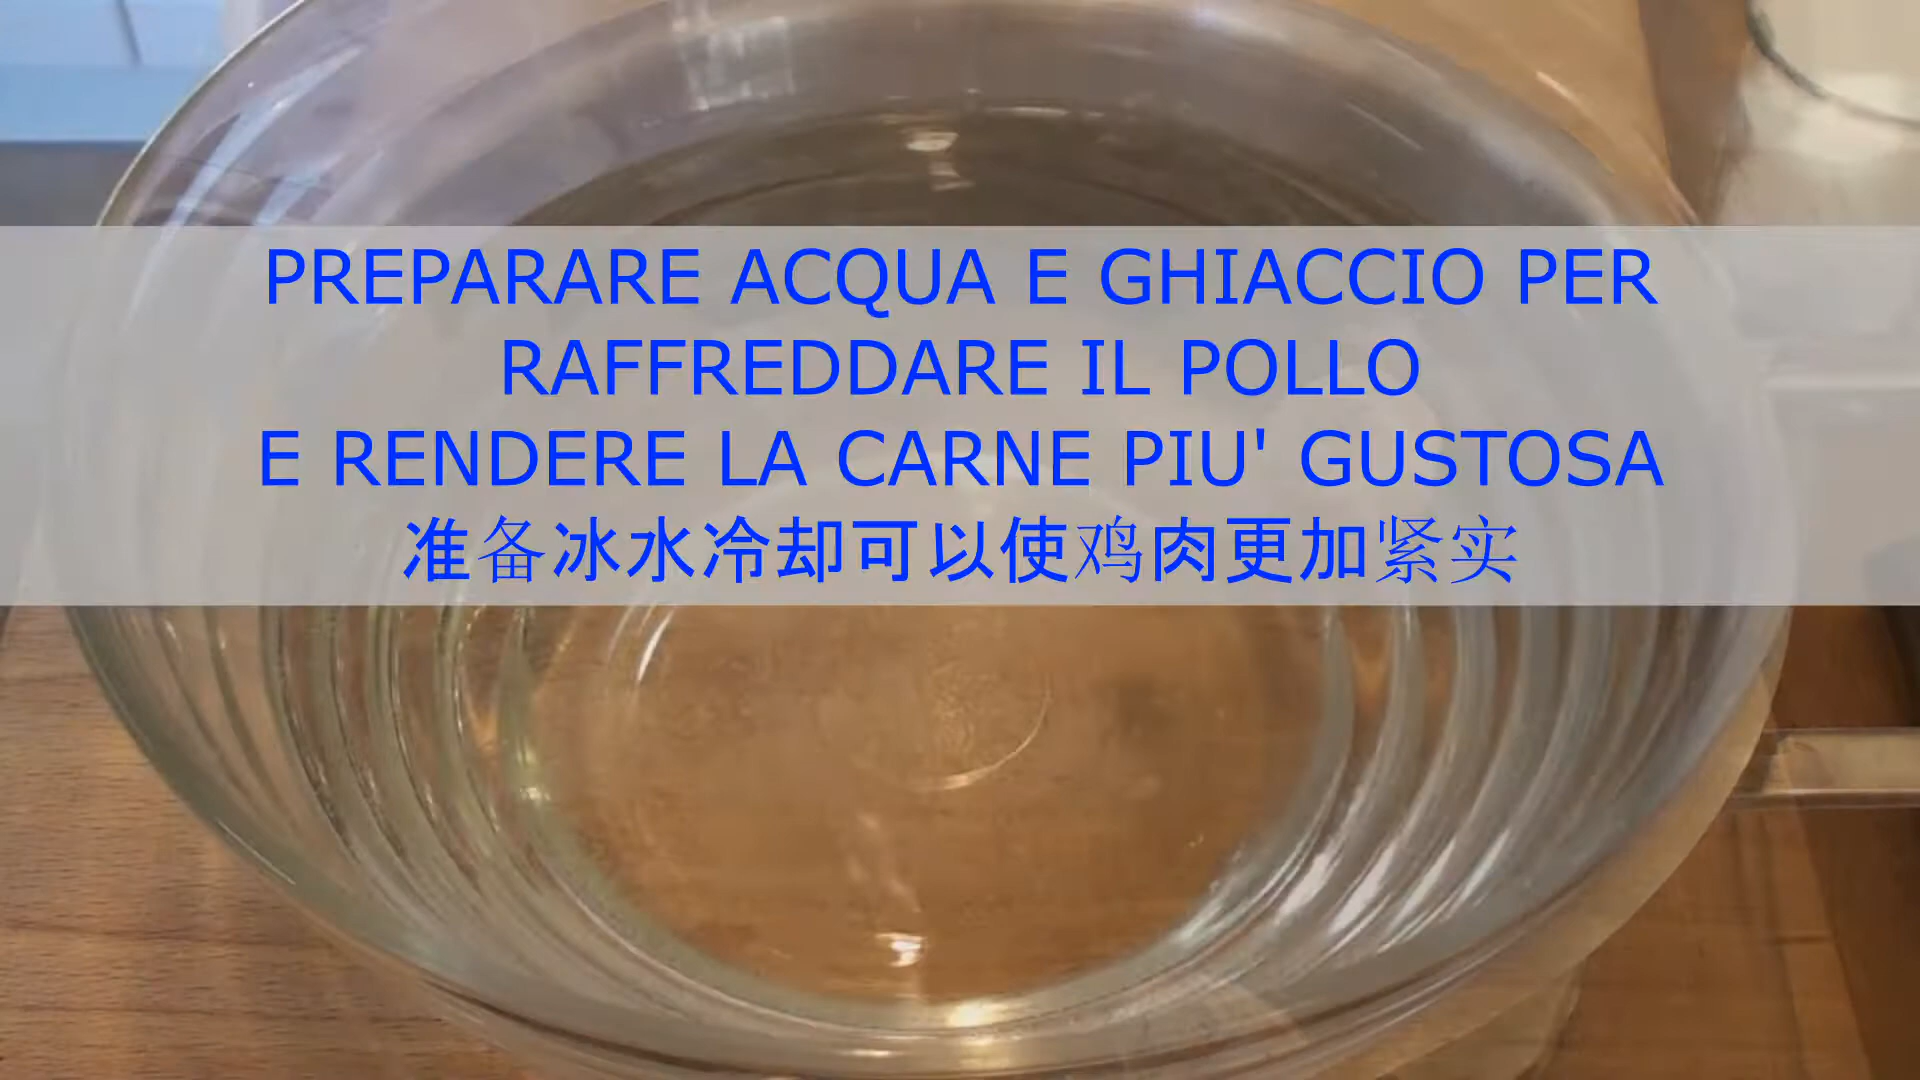 PREPARARE ACQUA E GHIACCIO PER
RAFFREDDARE IL POLLO
E RENDERE LA CARNE PIU' GUSTOSA
准备冰水冷却可以使鸡肉更加紧实